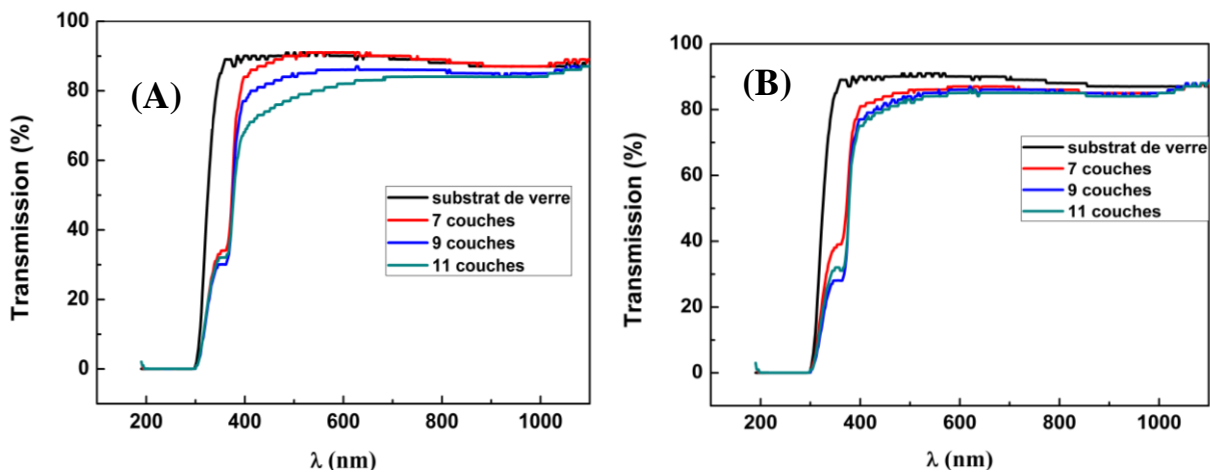 (A)
Transmission (%)
100
80
60
40
20
0
substrat de verre
7 couches
9 couches
11 couches
200 400 600 800 1000
λ (nm)
(B)
Transmission (%)
100
80
60
40
20
0
substrat de verre
7 couches
9 couches
11 couches
200 400 600 800 1000
λ (nm)